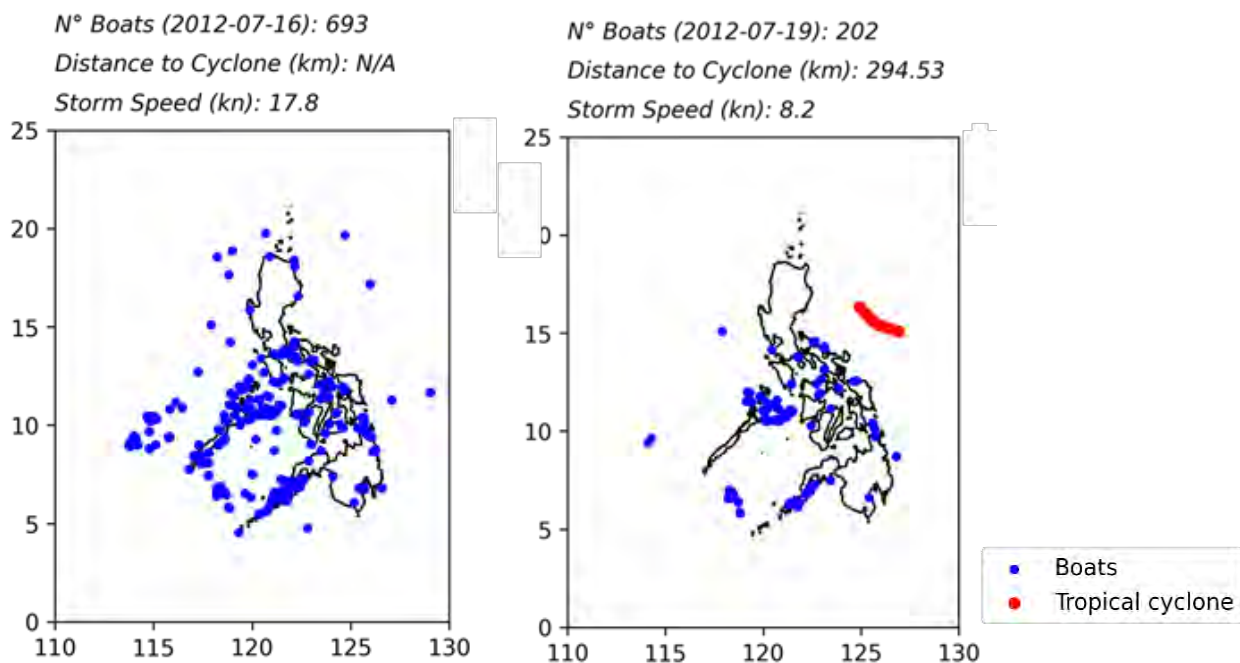 N° Boats (2012-07-16): 693
Distance to Cyclone (km): N/A
Storm Speed (kn): 17.8
25
20
15
10
5
0
110 115 120 125 130
N° Boats (2012-07-19): 202
Distance to Cyclone (km): 294.53
Storm Speed (kn): 8.2
25
0
15
10
5
0
110 115 120 125 130
Boats
Tropical cyclone